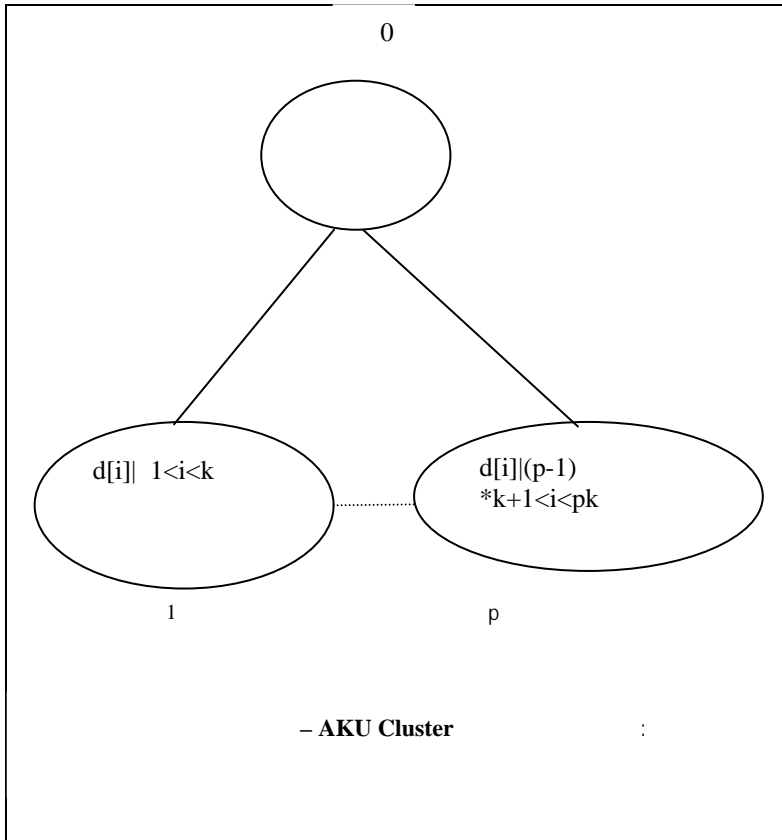 0
d[i]| 1<i<k
d[i]|(p-1)
*k+1<i<pk
1
p
– AKU Cluster :